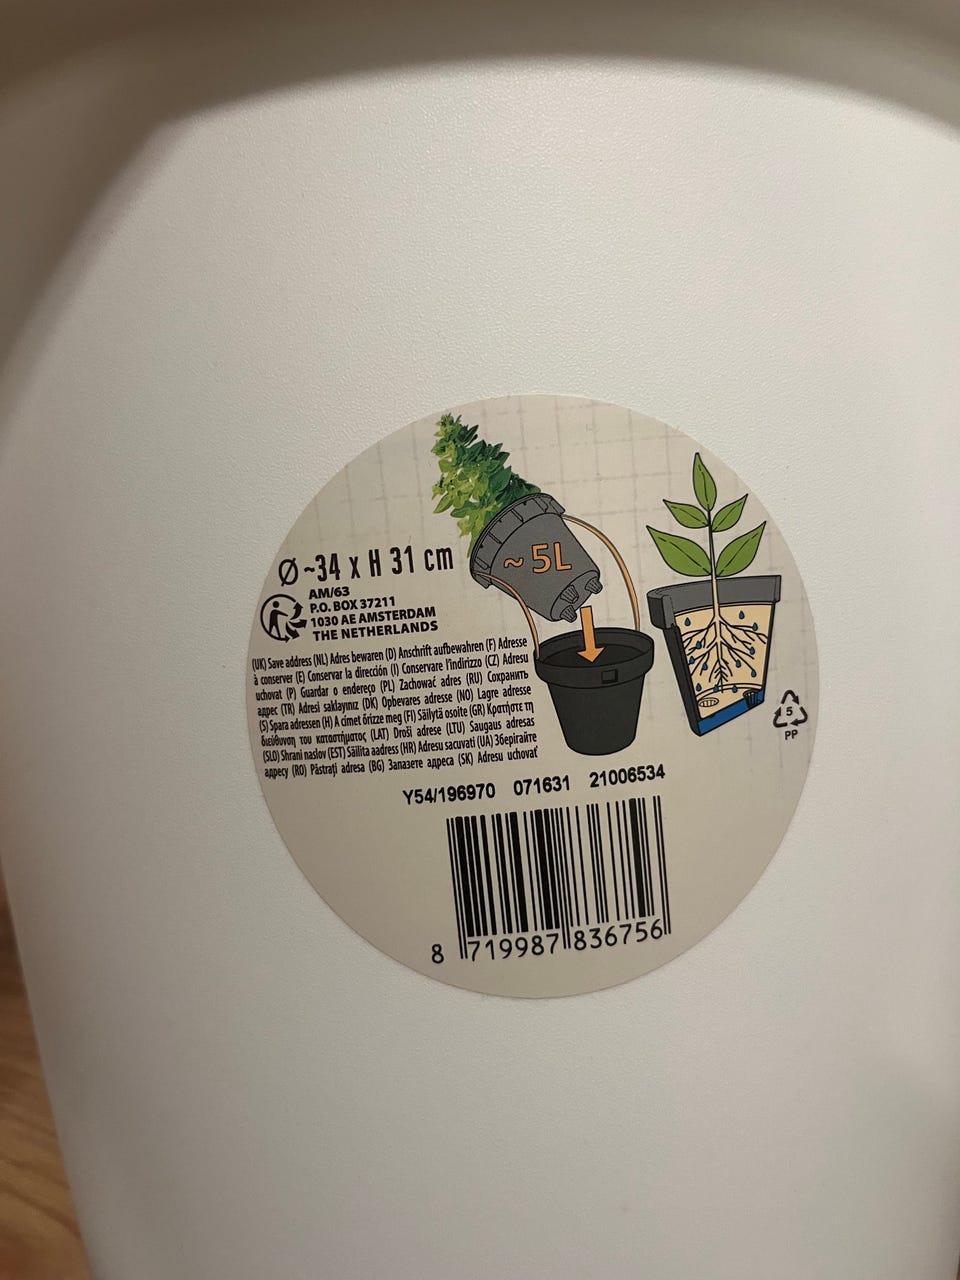 Ø ~34 x H 31 cm
~ 5L
AM/63
P.O. BOX 37211
1030 AE AMSTERDAM
THE NETHERLANDS
(UK) Save address (NL) Adres bewaren (D) Anschrift aufbewahren (F) Adresse
à conserver (E) Conservar la dirección (I) Conservare l'indirizzo (CZ) Adresu
uchovat (P) Guardar o endereço (PL) Zachować adres (RU) Сохранить
адрес (TR) Adresi saklayınız (DK) Opbevares adresse (NO) Lagre adresse
(S) Spara adressen (H) A címet őrizze meg (FI) Säilytä osoite (GR) Κρατήστε τη
διεύθυνση του καταστήματος (LAT) Droši adrese (LTU) Saugaus adresas
(SLO) Shrani naslov (EST) Säilita aadress (HR) Adresu sacuvati (UA) Зберiгайте
адресу (RO) Păstrați adresa (BG) Запазете адреса (SK) Adresu uchovať
5
PP
Y54/196970 071631 21006534
8 719987 836756